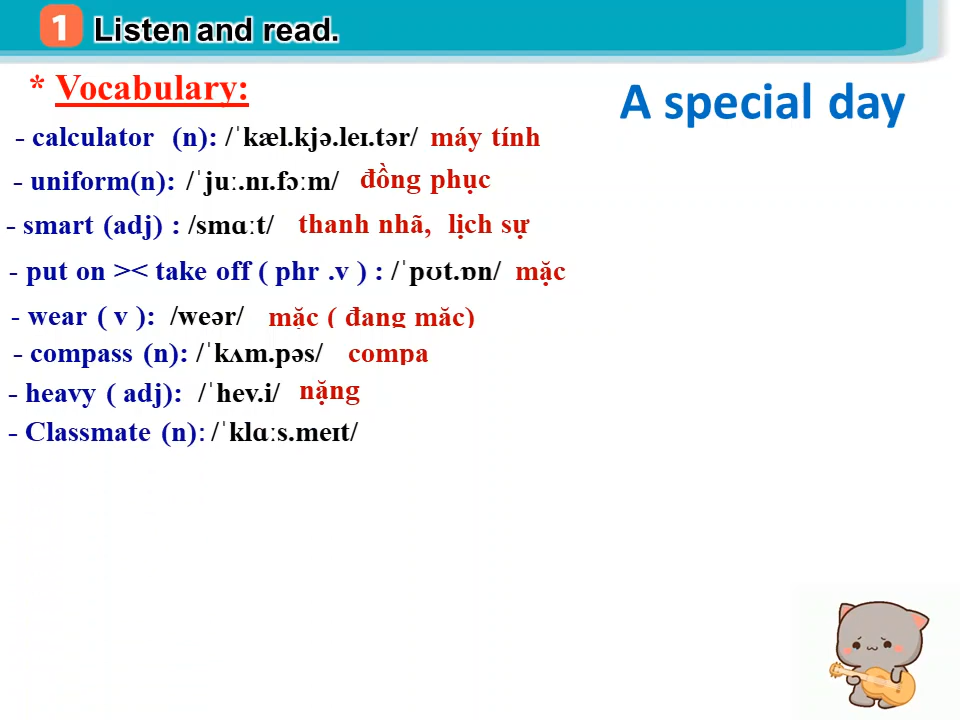 1 Listen and read.
* Vocabulary:
A special day
- calculator (n): /ˈkæl.kjə.leɪ.tər/ máy tính
- uniform(n): /ˈjuː.nɪ.fɔːm/ đồng phục
- smart (adj) : /smɑːt/ thanh nhã, lịch sự
- put on >< take off ( phr .v ) : /ˈpʊt.ɒn/ mặc
- wear ( v ): /weər/ mặc ( đang mặc)
- compass (n): /ˈkʌm.pəs/ compa
- heavy ( adj): /ˈhev.i/ nặng
- Classmate (n): /ˈklɑːs.meɪt/